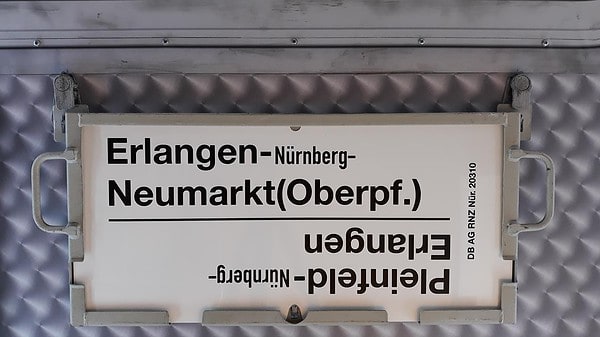 Erlangen-Nürnberg-
Neumarkt(Oberpf.)
Pleinfeld-Nürnberg-
Erlangen
DB AG RNZ Nür. 20310